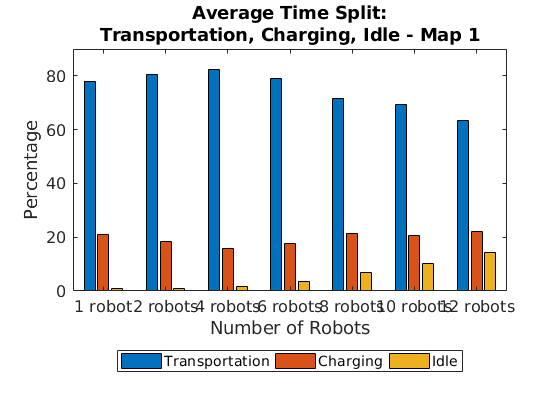 Average Time Split:
Transportation, Charging, Idle - Map 1
80
60
40
20
0
Percentage
1 robot 2 robots 4 robots 6 robots 8 robots 10 robots 12 robots
Number of Robots
Transportation Charging Idle